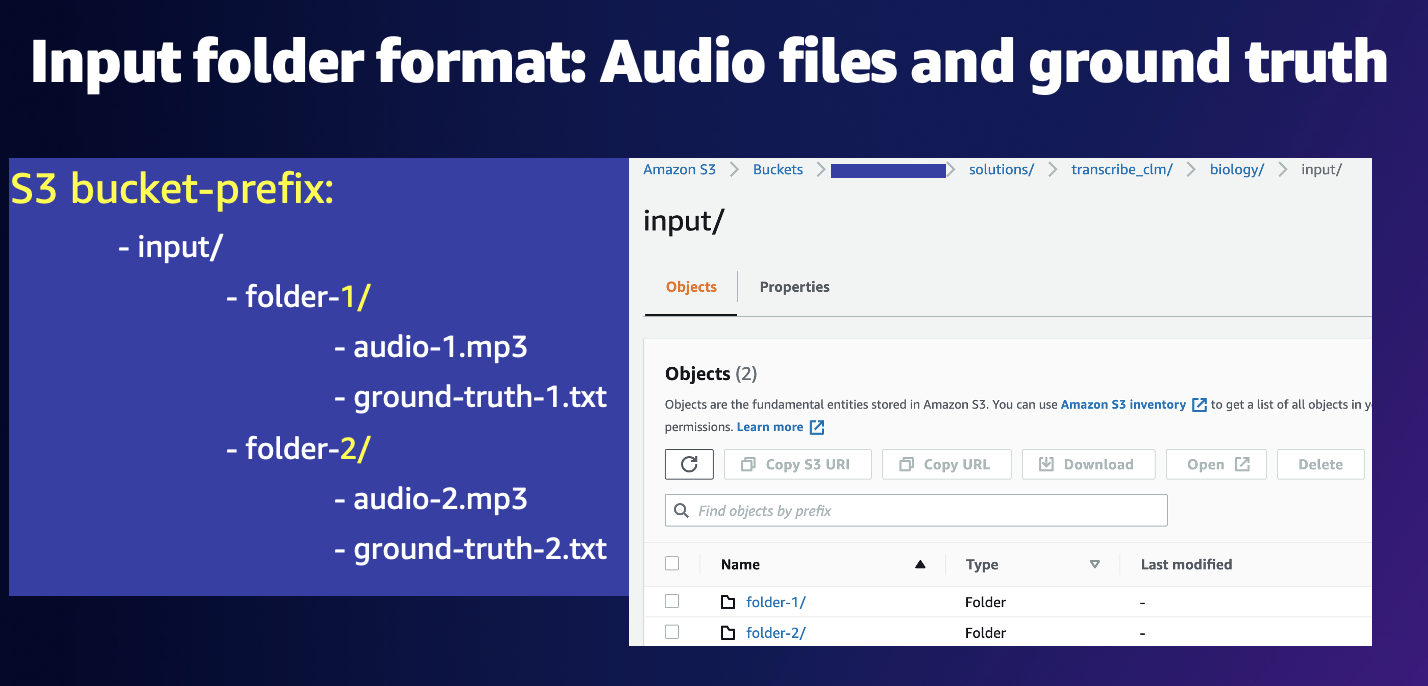 Input folder format: Audio files and ground truth
S3 bucket-prefix:
- input/
- folder-1/
- audio-1.mp3
- ground-truth-1.txt
- folder-2/
- audio-2.mp3
- ground-truth-2.txt
Amazon S3 > Buckets > > solutions/ > transcribe_clm/ > biology/ > input/
input/
Objects Properties
Objects (2)
Objects are the fundamental entities stored in Amazon S3. You can use Amazon S3 inventory to get a list of all objects in
permissions. Learn more
Copy S3 URI Copy URL Download Open Delete
Find objects by prefix
Name Type Last modified
folder-1/ Folder -
folder-2/ Folder -